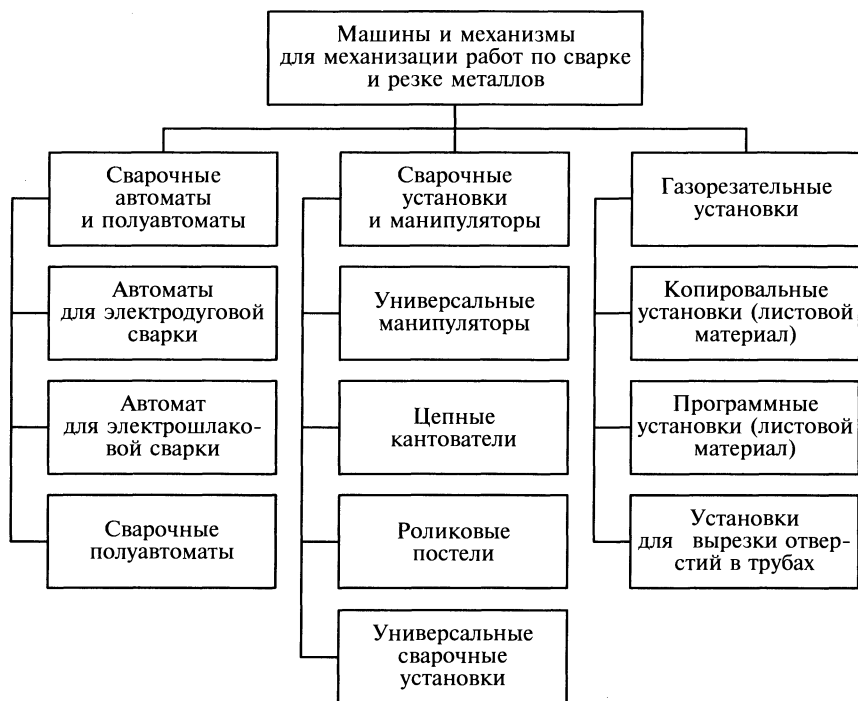 Машины и механизмы
для механизации работ по сварке
и резке металлов
Сварочные
автоматы
и полуавтоматы
Автоматы
для электродуговой
сварки
Автомат
для электрошлако-
вой сварки
Сварочные
полуавтоматы
Сварочные
установки
и манипуляторы
Универсальные
манипуляторы
Цепные
кантователи
Роликовые
постели
Универсальные
сварочные
установки
Газорезательные
установки
Копировальные
установки (листовой
материал)
Программные
установки (листовой
материал)
Установки
для вырезки отвер-
стий в трубах